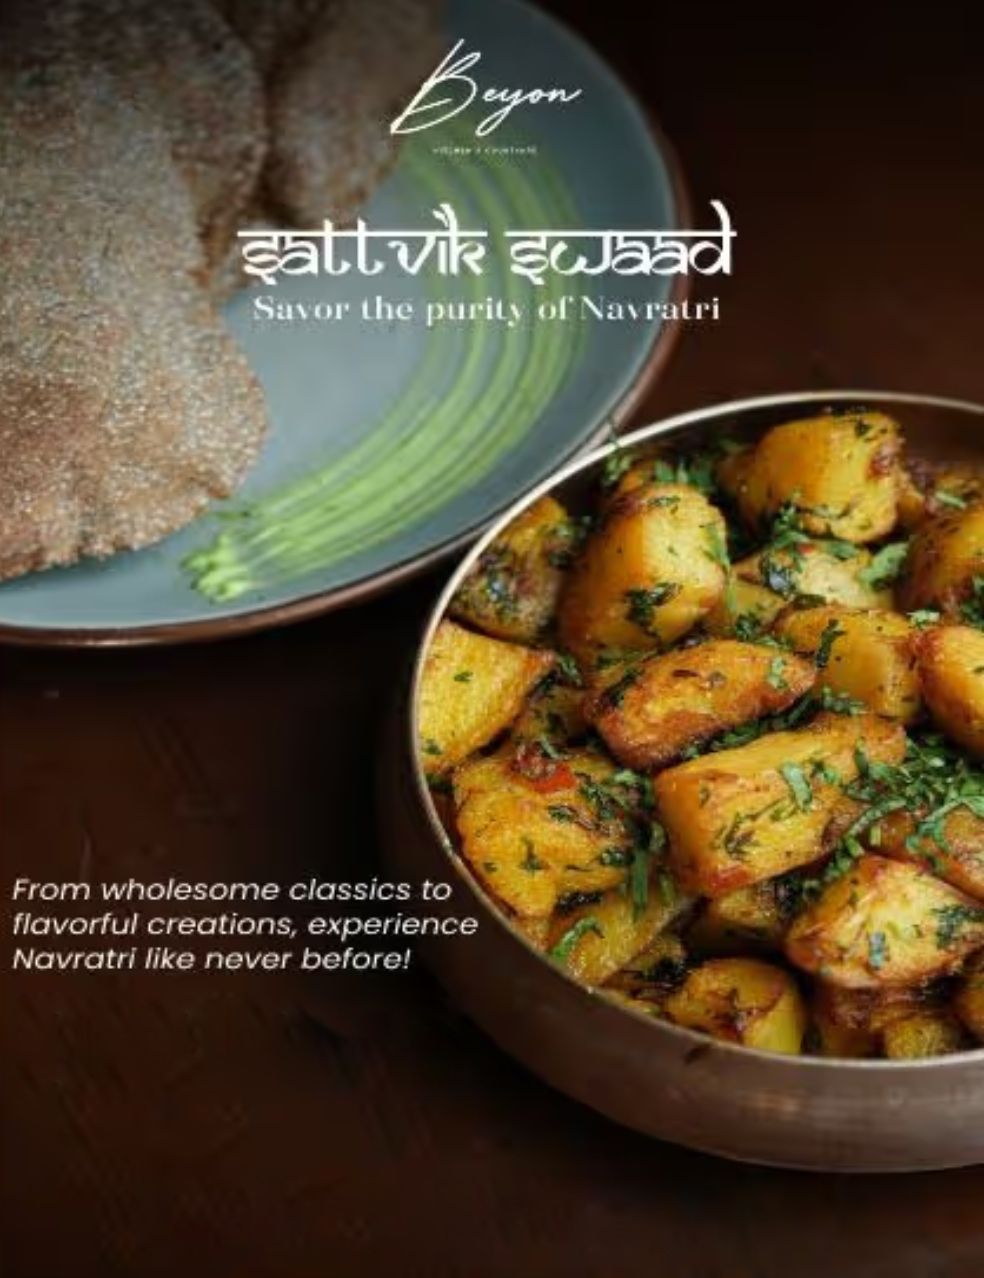 Beyon
sattvik swaad
Savor the purity of Navratri
From wholesome classics to
flavorful creations, experience
Navratri like never before!